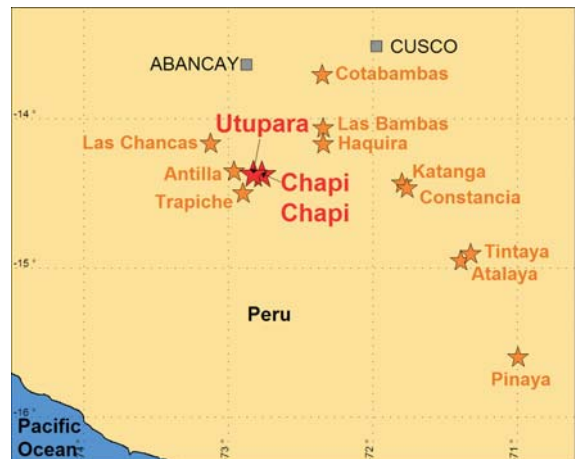 CUSCO
ABANCAY
Cotabambas
-14°
Utupara
Las Bambas
Las Chancas
Haquira
Antilla
Katanga
Chapi
Chapi
Trapiche
Constancia
-15°
Tintaya
Atalaya
Peru
Pinaya
-16°
Pacific
Ocean
-74°
-73°
-72°
-71°